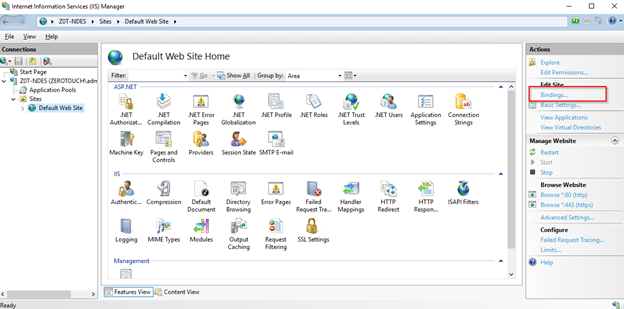 Internet Information Services (IIS) Manager
Z0T-NDES
Sites
Default Web Site
File View Help
Connections
Start Page
Z0T-NDES (ZEROTOUCH\adm
Application Pools
Sites
Default Web Site
Default Web Site Home
Filter: Go Show All Group by: Area
ASP.NET
.NET Authorizat...
.NET Compilation
.NET Error Pages
.NET Globalization
.NET Profile
.NET Roles
.NET Trust Levels
.NET Users
Application Settings
Connection Strings
Machine Key
Pages and Controls
Providers
Session State
SMTP E-mail
IIS
Authentic...
Compression
Default Document
Directory Browsing
Error Pages
Failed Request Tra...
Handler Mappings
HTTP Redirect
HTTP Respon...
ISAPI Filters
Logging
MIME Types
Modules
Output Caching
Request Filtering
SSL Settings
Management
Features View Content View
Actions
Explore
Edit Permissions...
Edit Site
Bindings...
Basic Settings...
View Applications
View Virtual Directories
Manage Website
Restart
Start
Stop
Browse Website
Browse *:80 (http)
Browse *:443 (https)
Advanced Settings...
Configure
Failed Request Tracing...
Limits...
Help
Ready